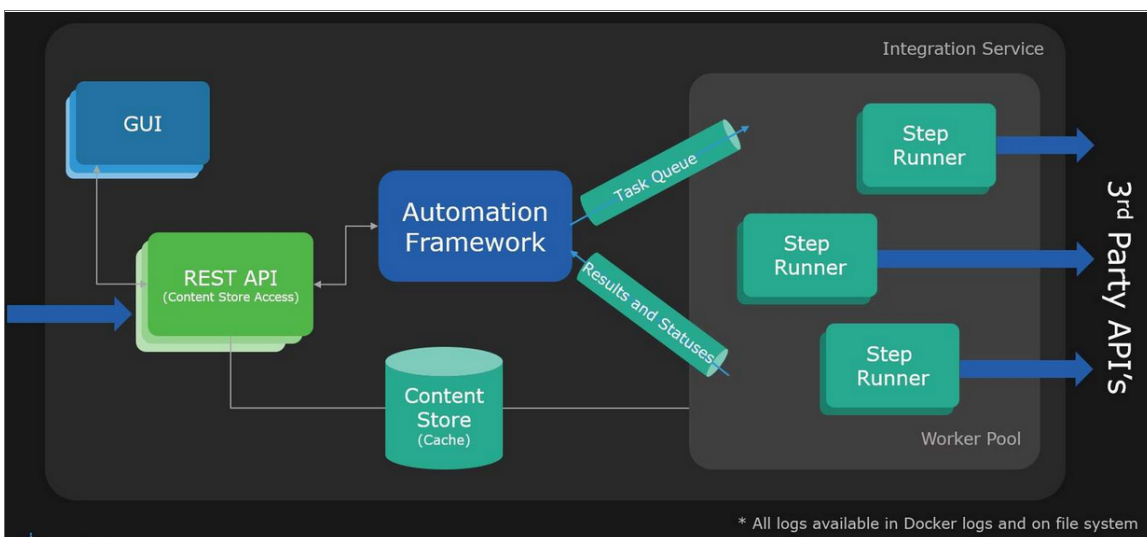 Integration Service
GUI
Step
Runner
Task Queue
Automation
Framework
REST API
(Content Store Access)
Step
Runner
Results and Statuses
3rd Party API's
Step
Runner
Content
Store
(Cache)
Worker Pool
* All logs available in Docker logs and on file system